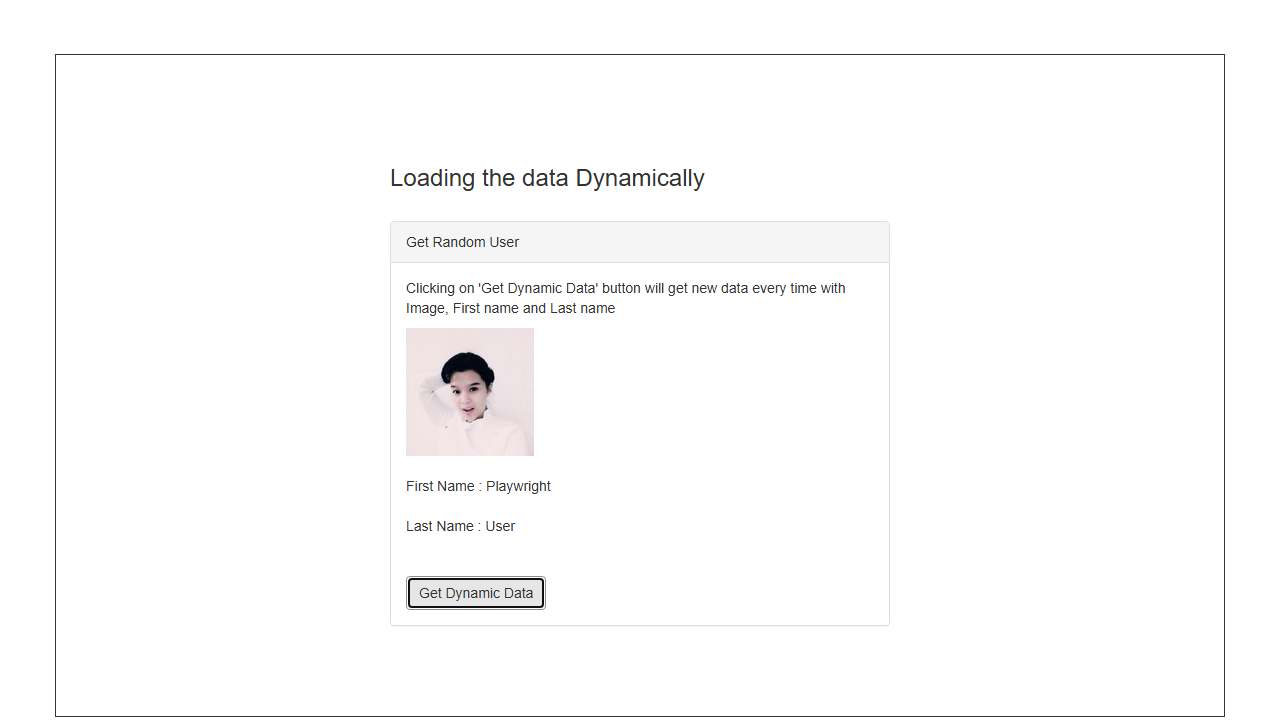 Loading the data Dynamically
Get Random User
Clicking on 'Get Dynamic Data' button will get new data every time with
Image, First name and Last name
First Name : Playwright
Last Name : User
Get Dynamic Data